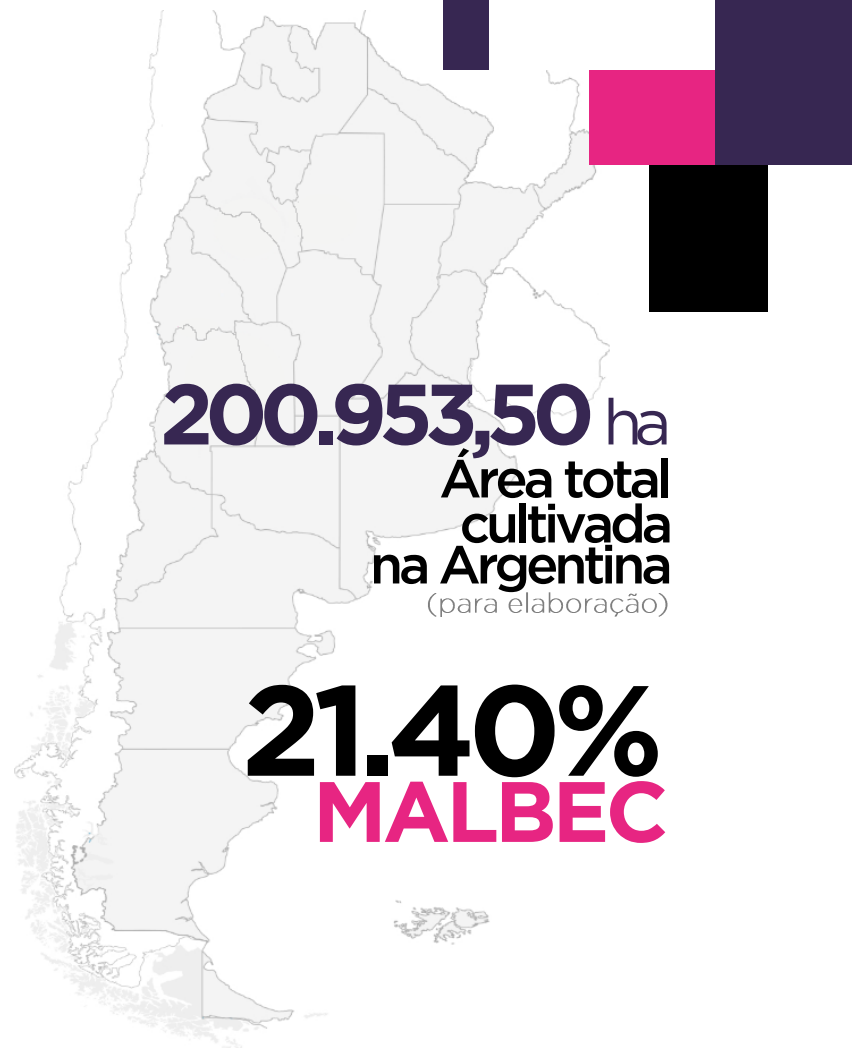 200.953,50 ha
Área total
cultivada
na Argentina
(para elaboração)
21.40%
MALBEC